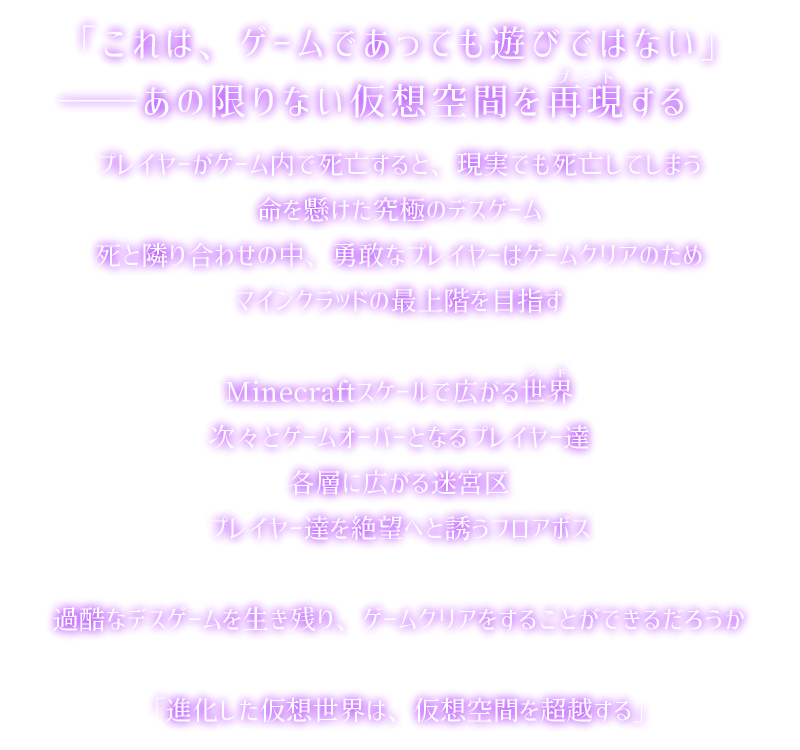 「これは、ゲームであっても遊びではない」
――あの限りない仮想空間を再現する
プレイヤーがゲーム内で死亡すると、現実でも死亡してしまう
命を懸けた究極のデスゲーム
死と隣り合わせの中、勇敢なプレイヤーはゲームクリアのため
マインクラッドの最上階を目指す
Minecraftスケールで広がる世界
次々とゲームオーバーとなるプレイヤー達
各層に広がる迷宮区
プレイヤー達を絶望へと誘うフロアボス
過酷なデスゲームを生き残り、ゲームクリアをすることができるだろうか
「進化した仮想世界は、仮想空間を超越する」